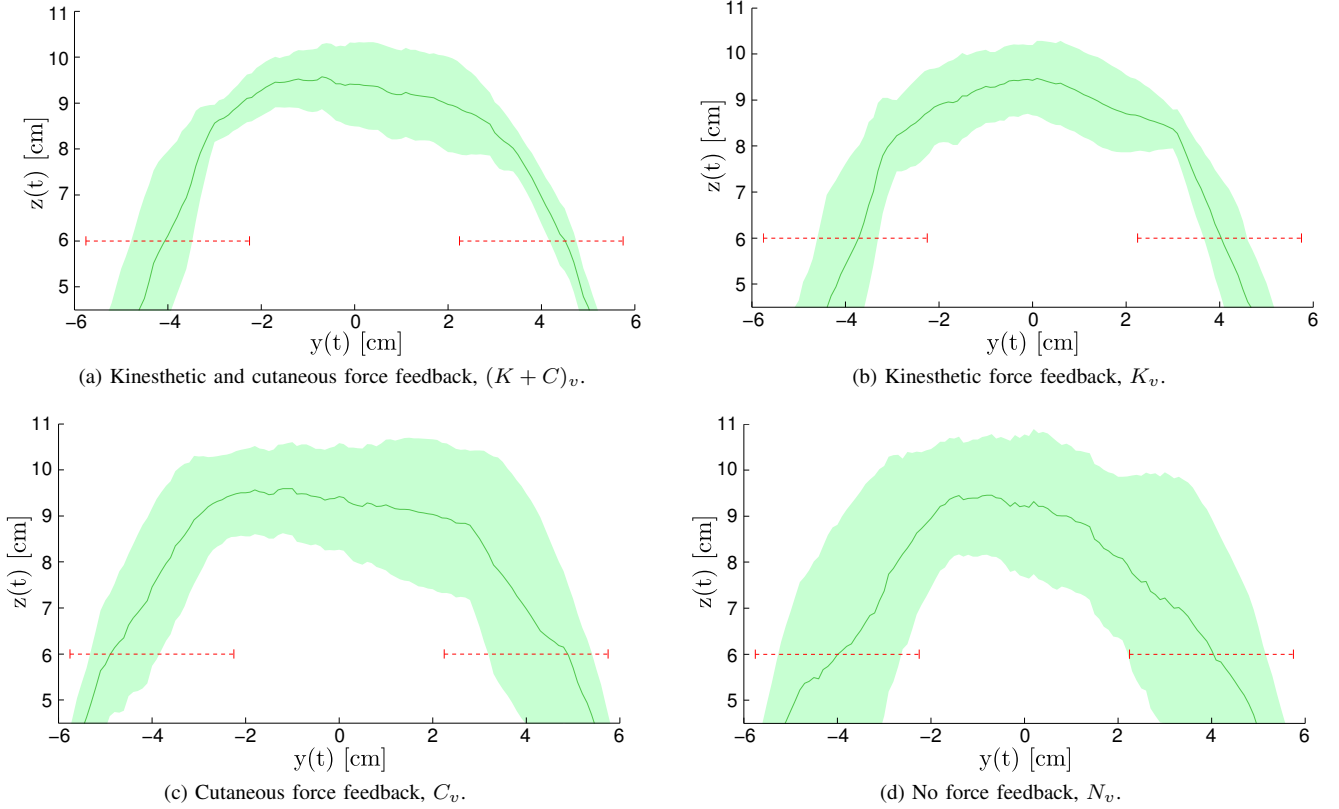 11
10
9
8
7
6
5
z(t) [cm]
−6 −4 −2 0 2 4 6
y(t) [cm]
(a) Kinesthetic and cutaneous force feedback, (K + C)v.
11
10
9
8
7
6
5
z(t) [cm]
−6 −4 −2 0 2 4 6
y(t) [cm]
(b) Kinesthetic force feedback, Kv.
11
10
9
8
7
6
5
z(t) [cm]
−6 −4 −2 0 2 4 6
y(t) [cm]
(c) Cutaneous force feedback, Cv.
11
10
9
8
7
6
5
z(t) [cm]
−6 −4 −2 0 2 4 6
y(t) [cm]
(d) No force feedback, Nv.